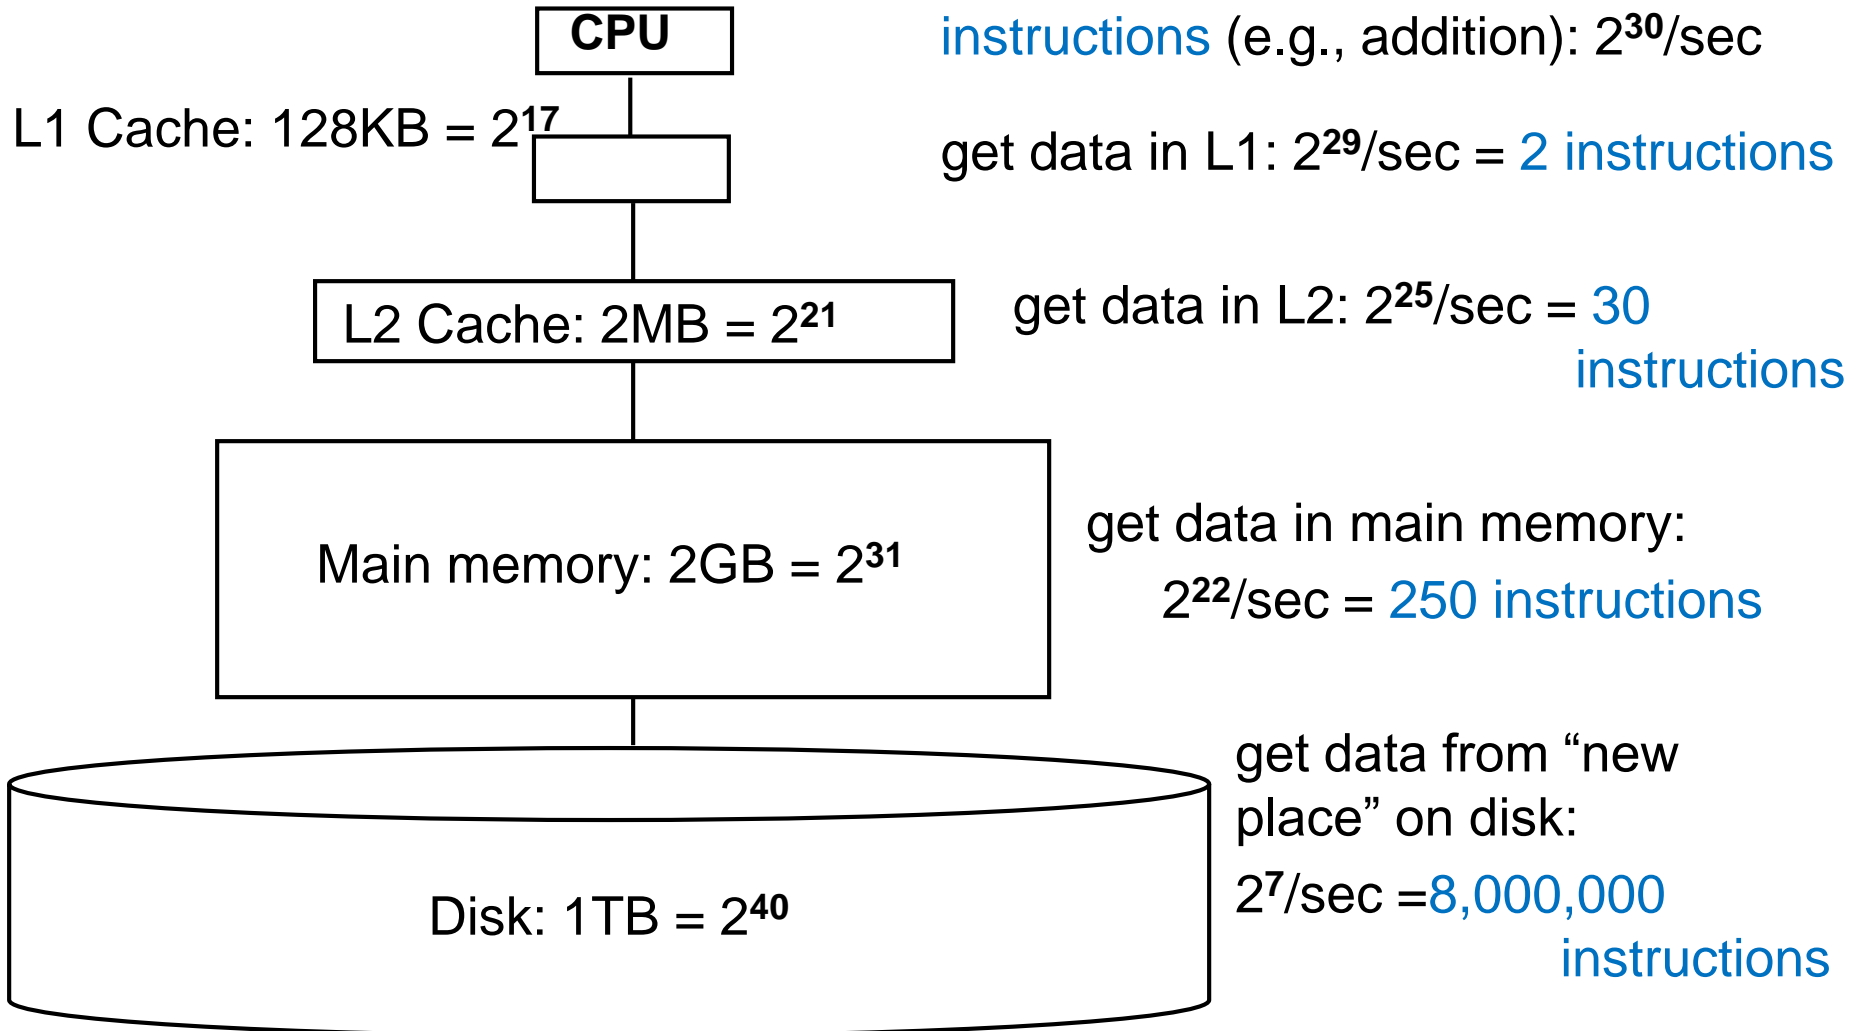 CPU
instructions (e.g., addition): 2³⁰/sec
L1 Cache: 128KB = 2¹⁷
get data in L1: 2²⁹/sec = 2 instructions
L2 Cache: 2MB = 2²¹
get data in L2: 2²⁵/sec = 30
instructions
Main memory: 2GB = 2³¹
get data in main memory:
2²²/sec = 250 instructions
get data from “new
place” on disk:
2⁷/sec =8,000,000
instructions
Disk: 1TB = 2⁴⁰